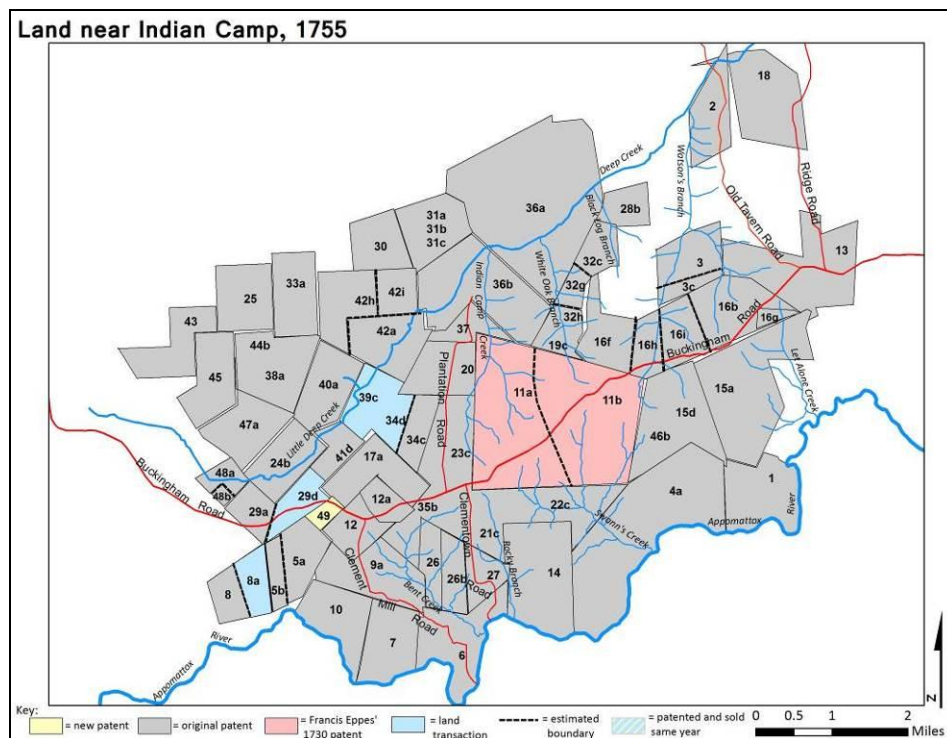 Land near Indian Camp, 1755
18
2
Deep Creek
Watson's Branch
Old Tavern Road
Ridge Road
36a
Black Log Branch
28b
31a
31b
31c
30
13
3
32c
33a
25
42h
42i
36b
Indian Camp Creek
White Oak Branch
32g
3c
16b
16g
43
42a
37
32h
19c
16f
16h
16i
Buckingham Road
Let Alone Creek
44b
45
38a
40a
39c
Plantation Road
20
11a
11b
15a
15d
47a
34d
34c
46b
Little Deep Creek
24b
41d
17a
23c
48a
48b
Buckingham Road
29a
29d
49
12a
12
35b
Clementown Road
22c
4a
1
Appomattox River
Swann's Creek
21c
Rocky Branch
14
5a
5b
8a
8
9a
26
26b
27
Clement Mill Road
Bent Creek
10
7
6
Appomattox River
N
Key:
= new patent
= original patent
= Francis Eppes' 1730 patent
= land transaction
= estimated boundary
= patented and sold same year
0 0.5 1 2
Miles